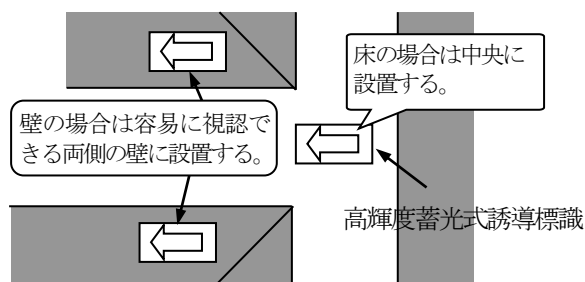 床の場合は中央に
設置する。
壁の場合は容易に視認で
きる両側の壁に設置する。
高輝度蓄光式誘導標識